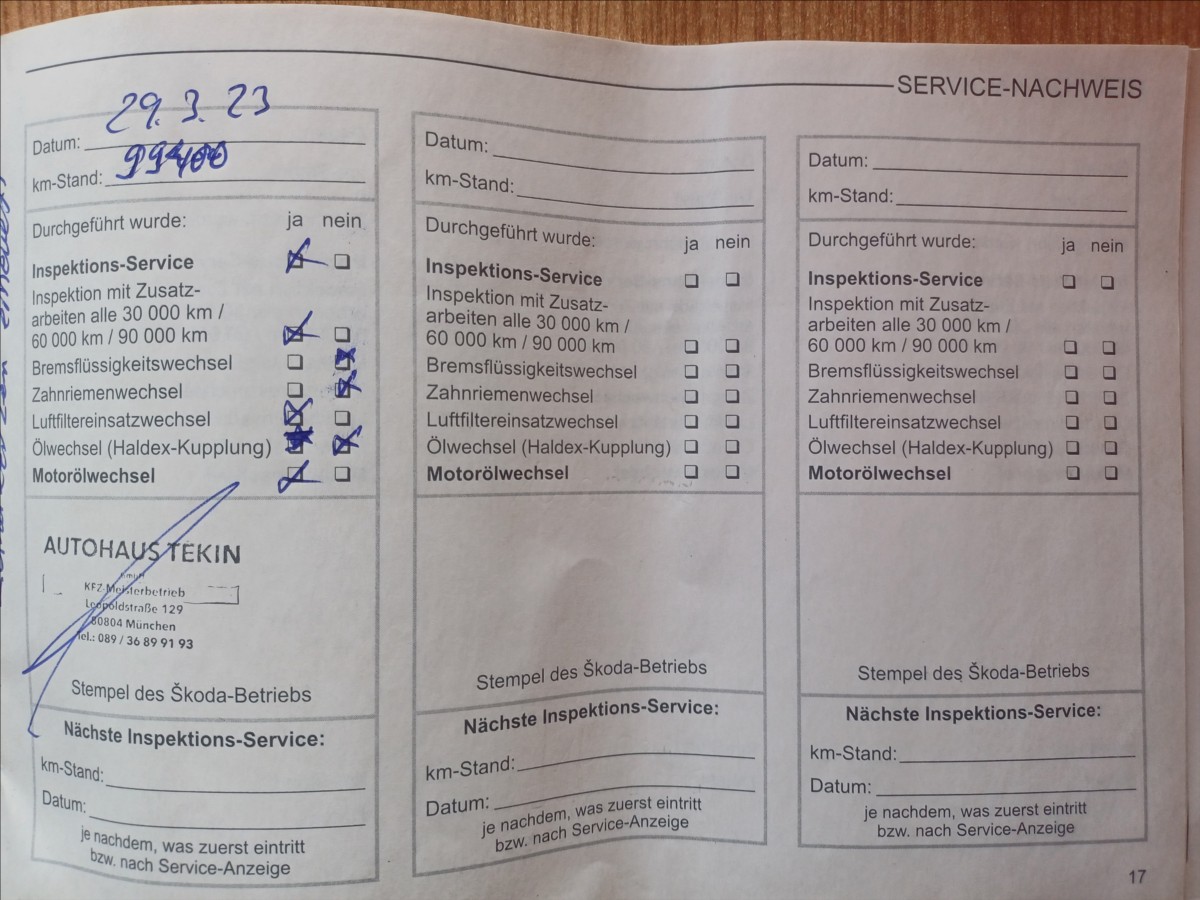 SERVICE-NACHWEIS
29.3.23
Datum:
99400
km-Stand:
Durchgeführt wurde: ja nein
Inspektions-Service
Inspektion mit Zusatz-
arbeiten alle 30 000 km /
60 000 km / 90 000 km
Bremsflüssigkeitswechsel
Zahnriemenwechsel
Luftfiltereinsatzwechsel
Ölwechsel (Haldex-Kupplung)
Motorölwechsel
AUTOHAUS TEKIN
KFZ Meisterbetrieb
Leopoldstraße 129
80804 München
Tel.: 089 / 36 89 91 93
Stempel des Škoda-Betriebs
Nächste Inspektions-Service:
km-Stand:
Datum:
je nachdem, was zuerst eintritt
bzw. nach Service-Anzeige
Datum:
km-Stand:
Durchgeführt wurde: ja nein
Inspektions-Service
Inspektion mit Zusatz-
arbeiten alle 30 000 km /
60 000 km / 90 000 km
Bremsflüssigkeitswechsel
Zahnriemenwechsel
Luftfiltereinsatzwechsel
Ölwechsel (Haldex-Kupplung)
Motorölwechsel
Stempel des Škoda-Betriebs
Nächste Inspektions-Service:
km-Stand:
Datum:
je nachdem, was zuerst eintritt
bzw. nach Service-Anzeige
Datum:
km-Stand:
Durchgeführt wurde: ja nein
Inspektions-Service
Inspektion mit Zusatz-
arbeiten alle 30 000 km /
60 000 km / 90 000 km
Bremsflüssigkeitswechsel
Zahnriemenwechsel
Luftfiltereinsatzwechsel
Ölwechsel (Haldex-Kupplung)
Motorölwechsel
Stempel des Škoda-Betriebs
Nächste Inspektions-Service:
km-Stand:
Datum:
je nachdem, was zuerst eintritt
bzw. nach Service-Anzeige
17